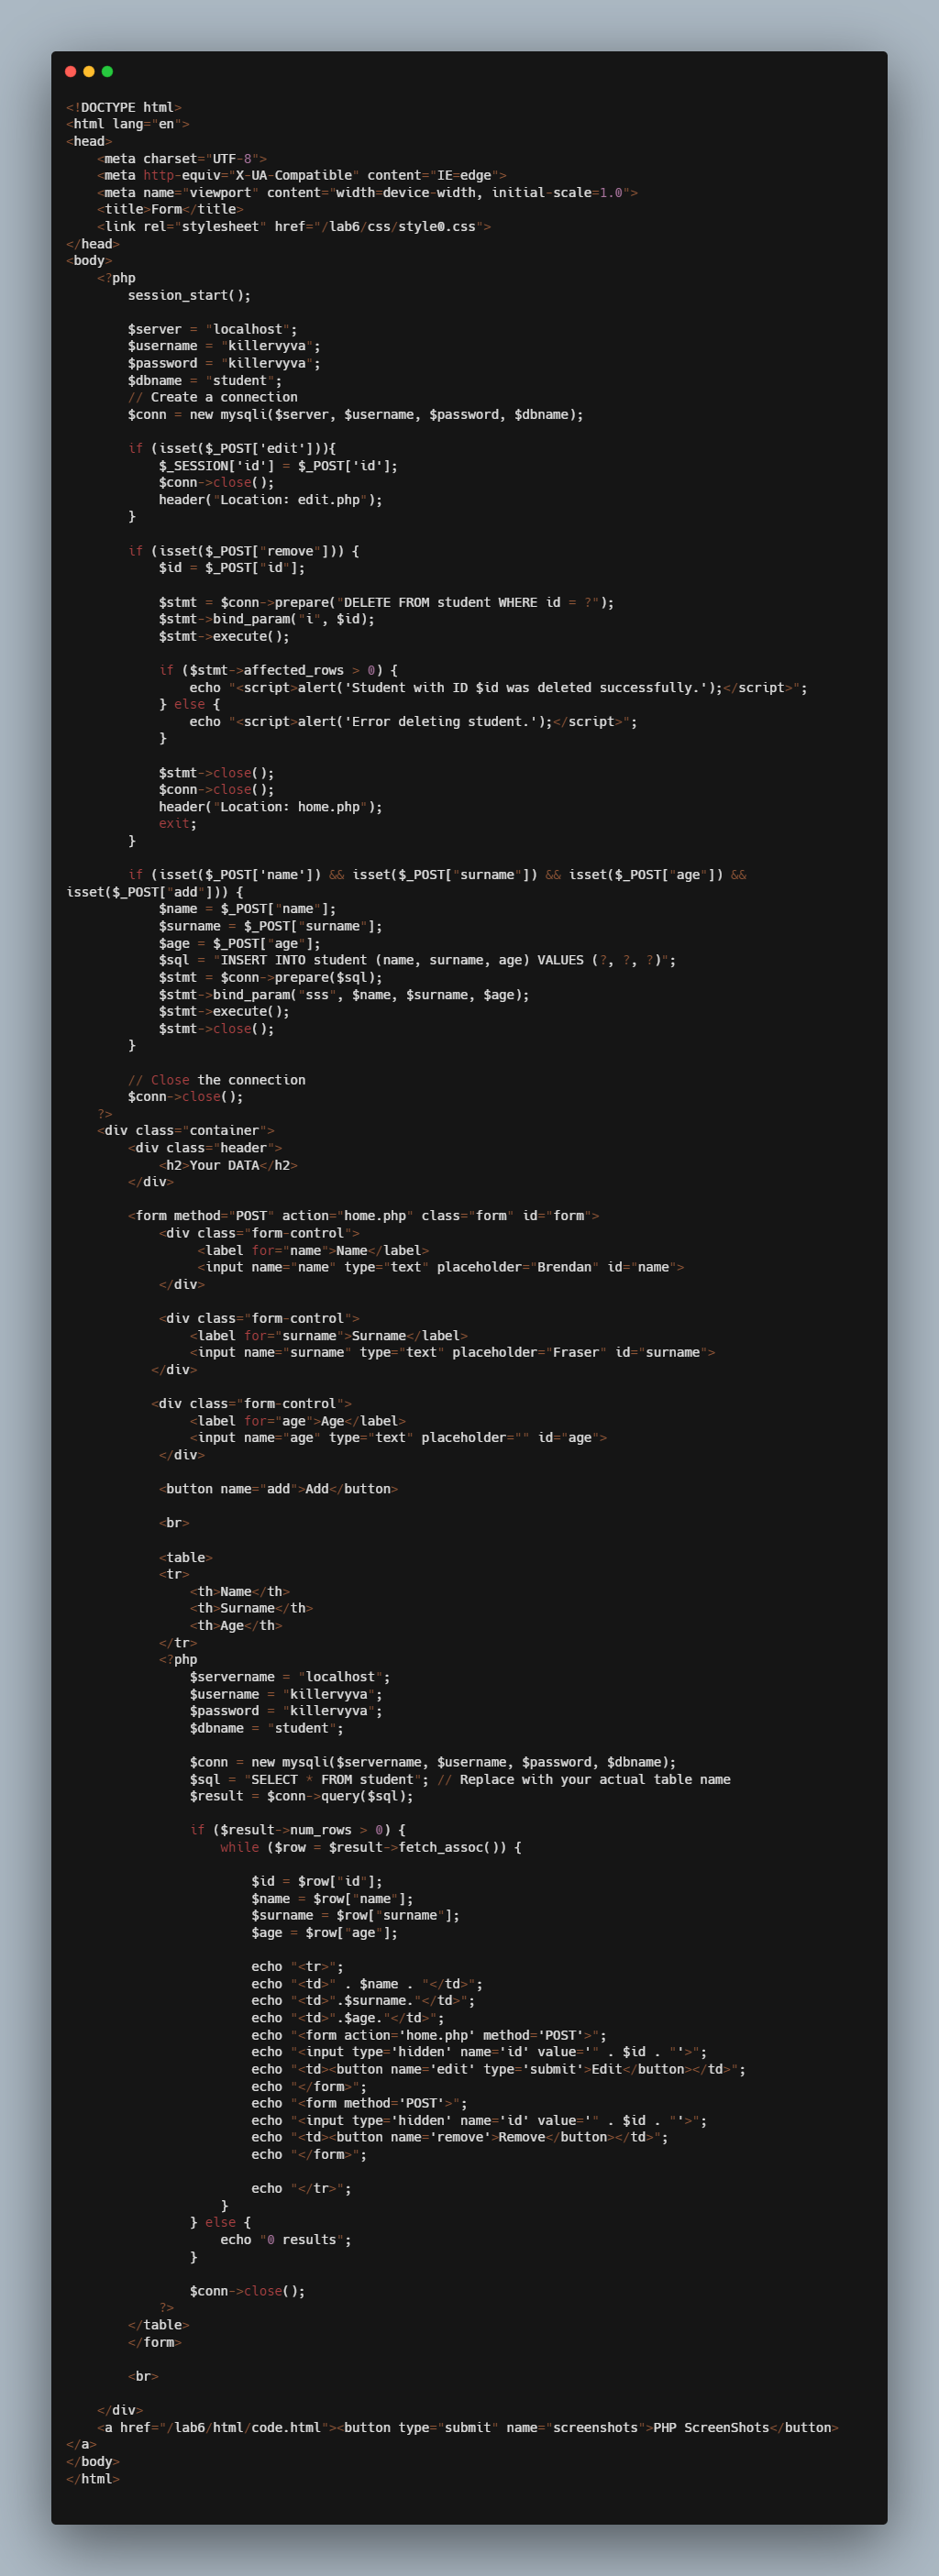 <!DOCTYPE html>
<html lang="en">
<head>
    <meta charset="UTF-8">
    <meta http-equiv="X-UA-Compatible" content="IE=edge">
    <meta name="viewport" content="width=device-width, initial-scale=1.0">
    <title>Form</title>
    <link rel="stylesheet" href="/lab6/css/style0.css">
</head>
<body>
    <?php
        session_start();

        $server = "localhost";
        $username = "killervyva";
        $password = "killervyva";
        $dbname = "student";
        // Create a connection
        $conn = new mysqli($server, $username, $password, $dbname);

        if (isset($_POST['edit'])){
            $_SESSION['id'] = $_POST['id'];
            $conn->close();
            header("Location: edit.php");
        }

        if (isset($_POST["remove"])) {
            $id = $_POST["id"];

            $stmt = $conn->prepare("DELETE FROM student WHERE id = ?");
            $stmt->bind_param("i", $id);
            $stmt->execute();

            if ($stmt->affected_rows > 0) {
                echo "<script>alert('Student with ID $id was deleted successfully.');</script>";
            } else {
                echo "<script>alert('Error deleting student.');</script>";
            }

            $stmt->close();
            $conn->close();
            header("Location: home.php");
            exit;
        }

        if (isset($_POST['name']) && isset($_POST["surname"]) && isset($_POST["age"]) &&
isset($_POST["add"])) {
            $name = $_POST["name"];
            $surname = $_POST["surname"];
            $age = $_POST["age"];
            $sql = "INSERT INTO student (name, surname, age) VALUES (?, ?, ?)";
            $stmt = $conn->prepare($sql);
            $stmt->bind_param("sss", $name, $surname, $age);
            $stmt->execute();
            $stmt->close();
        }

        // Close the connection
        $conn->close();
    ?>
    <div class="container">
        <div class="header">
            <h2>Your DATA</h2>
        </div>

        <form method="POST" action="home.php" class="form" id="form">
            <div class="form-control">
                 <label for="name">Name</label>
                 <input name="name" type="text" placeholder="Brendan" id="name">
            </div>

            <div class="form-control">
                <label for="surname">Surname</label>
                <input name="surname" type="text" placeholder="Fraser" id="surname">
           </div>

           <div class="form-control">
                <label for="age">Age</label>
                <input name="age" type="text" placeholder="" id="age">
            </div>

            <button name="add">Add</button>

            <br>

            <table>
            <tr>
                <th>Name</th>
                <th>Surname</th>
                <th>Age</th>
            </tr>
            <?php
                $servername = "localhost";
                $username = "killervyva";
                $password = "killervyva";
                $dbname = "student";

                $conn = new mysqli($servername, $username, $password, $dbname);
                $sql = "SELECT * FROM student"; // Replace with your actual table name
                $result = $conn->query($sql);

                if ($result->num_rows > 0) {
                    while ($row = $result->fetch_assoc()) {

                        $id = $row["id"];
                        $name = $row["name"];
                        $surname = $row["surname"];
                        $age = $row["age"];

                        echo "<tr>";
                        echo "<td>" . $name . "</td>";
                        echo "<td>".$surname."</td>";
                        echo "<td>".$age."</td>";
                        echo "<form action='home.php' method='POST'>";
                        echo "<input type='hidden' name='id' value='" . $id . "'>";
                        echo "<td><button name='edit' type='submit'>Edit</button></td>";
                        echo "</form>";
                        echo "<form method='POST'>";
                        echo "<input type='hidden' name='id' value='" . $id . "'>";
                        echo "<td><button name='remove'>Remove</button></td>";
                        echo "</form>";

                        echo "</tr>";
                    }
                } else {
                    echo "0 results";
                }

                $conn->close();
            ?>
        </table>
        </form>

        <br>

    </div>
    <a href="/lab6/html/code.html"><button type="submit" name="screenshots">PHP ScreenShots</button>
</a>
</body>
</html>